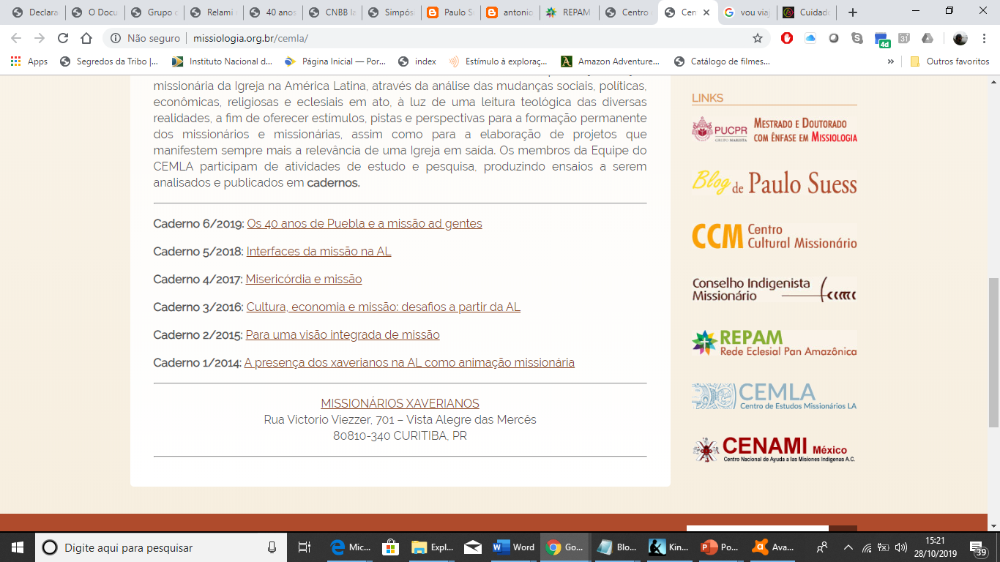 Declara
O Docu
Grupo d
Relami
40 anos
CNBB la
Simpós
Paulo S
antonio
REPAM
Centro
Cen
vou viaj
Cuidad
Não seguro | missiologia.org.br/cemla/
4d
31
Apps
Segredos da Tribo |...
Instituto Nacional d...
Página Inicial — Por...
index
Estímulo à exploraç...
Amazon Adventure...
Catálogo de filmes...
»
Outros favoritos
missionária da Igreja na América Latina, através da análise das mudanças sociais, políticas,
econômicas, religiosas e eclesiais em ato, à luz de uma leitura teológica das diversas
realidades, a fim de oferecer estímulos, pistas e perspectivas para a formação permanente
dos missionários e missionárias, assim como para a elaboração de projetos que
manifestem sempre mais a relevância de uma Igreja em saída. Os membros da Equipe do
CEMLA participam de atividades de estudo e pesquisa, produzindo ensaios a serem
analisados e publicados em cadernos.
Caderno 6/2019: Os 40 anos de Puebla e a missão ad gentes
Caderno 5/2018: Interfaces da missão na AL
Caderno 4/2017: Misericórdia e missão
Caderno 3/2016: Cultura, economia e missão: desafios a partir da AL
Caderno 2/2015: Para uma visão integrada de missão
Caderno 1/2014: A presença dos xaverianos na AL como animação missionária
MISSIONÁRIOS XAVERIANOS
Rua Victorio Viezzer, 701 – Vista Alegre das Mercês
80810-340 CURITIBA, PR
LINKS
PUCPR
GRUPO MARISTA
MESTRADO E DOUTORADO
COM ÊNFASE EM MISSIOLOGIA
Blog de Paulo Suess
CCM Centro
Cultural Missionário
Conselho Indigenista
Missionário
REPAM
Rede Eclesial Pan Amazônica
CEMLA
Centro de Estudos Missionários LA
CENAMI México
Centro Nacional de Ayuda a las Misiones Indígenas A.C.
Digite aqui para pesquisar
Mic...
Expl...
Word
Go...
Blo...
Kin...
Po...
Ava...
15:21
28/10/2019
39